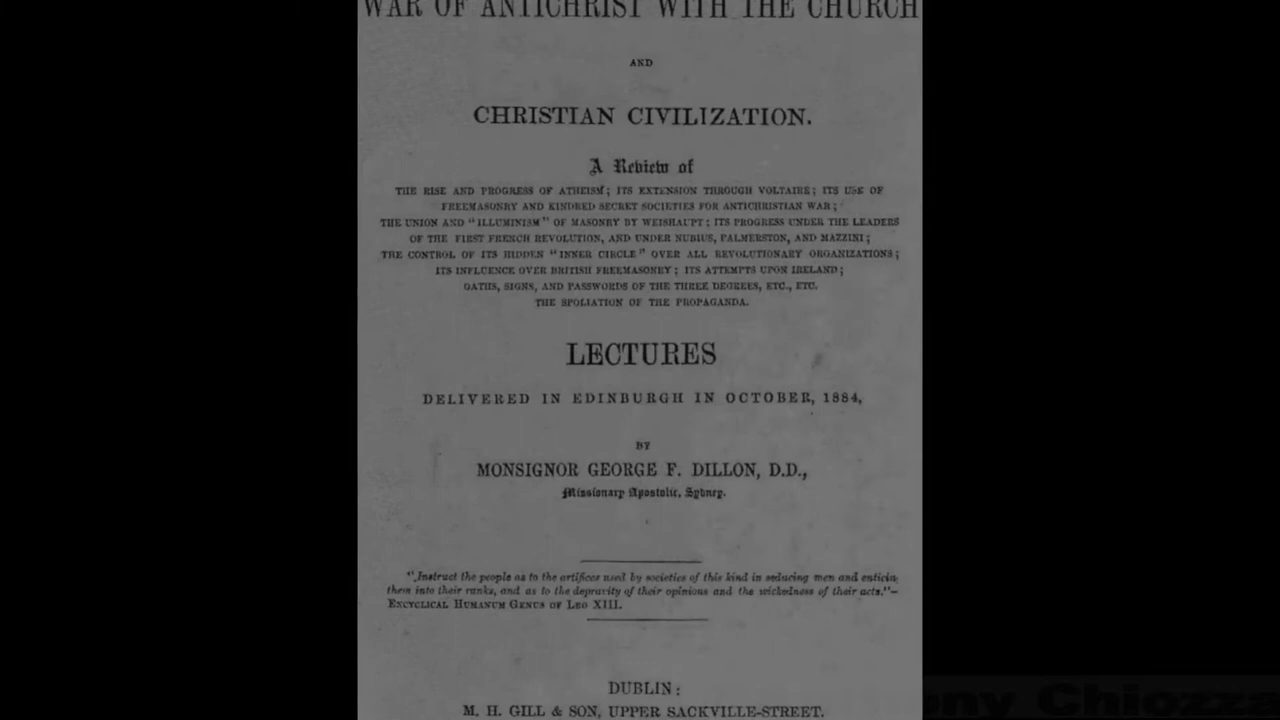 WAR OF ANTICHRIST WITH THE CHURCH
AND
CHRISTIAN CIVILIZATION.
A Review of
THE RISE AND PROGRESS OF ATHEISM; ITS EXTENSION THROUGH VOLTAIRE; ITS USE OF
FREEMASONRY AND KINDRED SECRET SOCIETIES FOR ANTICHRISTIAN WAR;
THE UNION AND "ILLUMINISM" OF MASONRY BY WEISHAUPT; ITS PROGRESS UNDER THE LEADERS
OF THE FIRST FRENCH REVOLUTION, AND UNDER NUBIUS, PALMERSTON, AND MAZZINI;
THE CONTROL OF ITS HIDDEN "INNER CIRCLE" OVER ALL REVOLUTIONARY ORGANIZATIONS;
ITS INFLUENCE OVER BRITISH FREEMASONRY; ITS ATTEMPTS UPON IRELAND;
OATHS, SIGNS, AND PASSWORDS OF THE THREE DEGREES, ETC., ETC.
THE SPOLIATION OF THE PROPAGANDA.
LECTURES
DELIVERED IN EDINBURGH IN OCTOBER, 1884,
BY
MONSIGNOR GEORGE F. DILLON, D.D.,
Missionary Apostolic, Sydney.
"Instruct the people as to the artifices used by societies of this kind in seducing men and enticin
them into their ranks, and as to the depravity of their opinions and the wickedness of their acts."—
ENCYCLICAL HUMANUM GENUS OF LEO XIII.
DUBLIN:
M. H. GILL & SON, UPPER SACKVILLE-STREET.
Chiozza